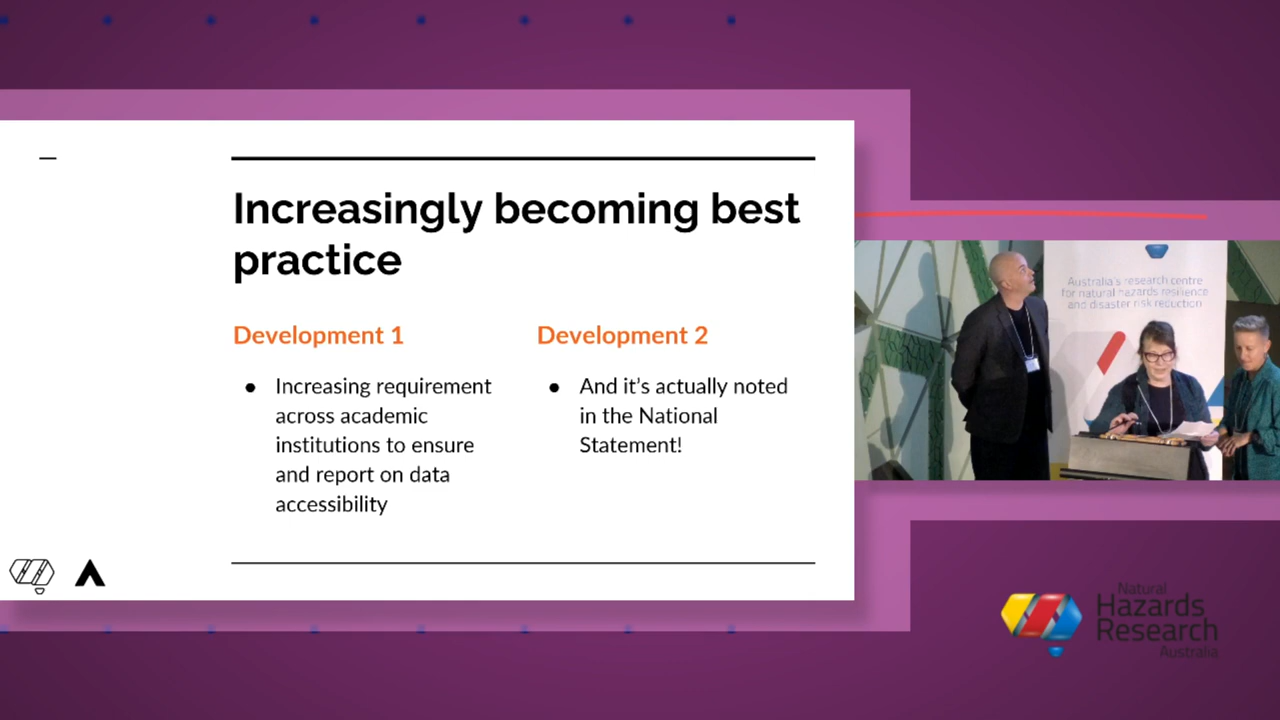 Increasingly becoming best
practice
Development 1
Increasing requirement
across academic
institutions to ensure
and report on data
accessibility
Development 2
And it's actually noted
in the National
Statement!
Australia's research centre
for natural hazards resilience
and disaster risk reduction
Natural
Hazards
Research
Australia